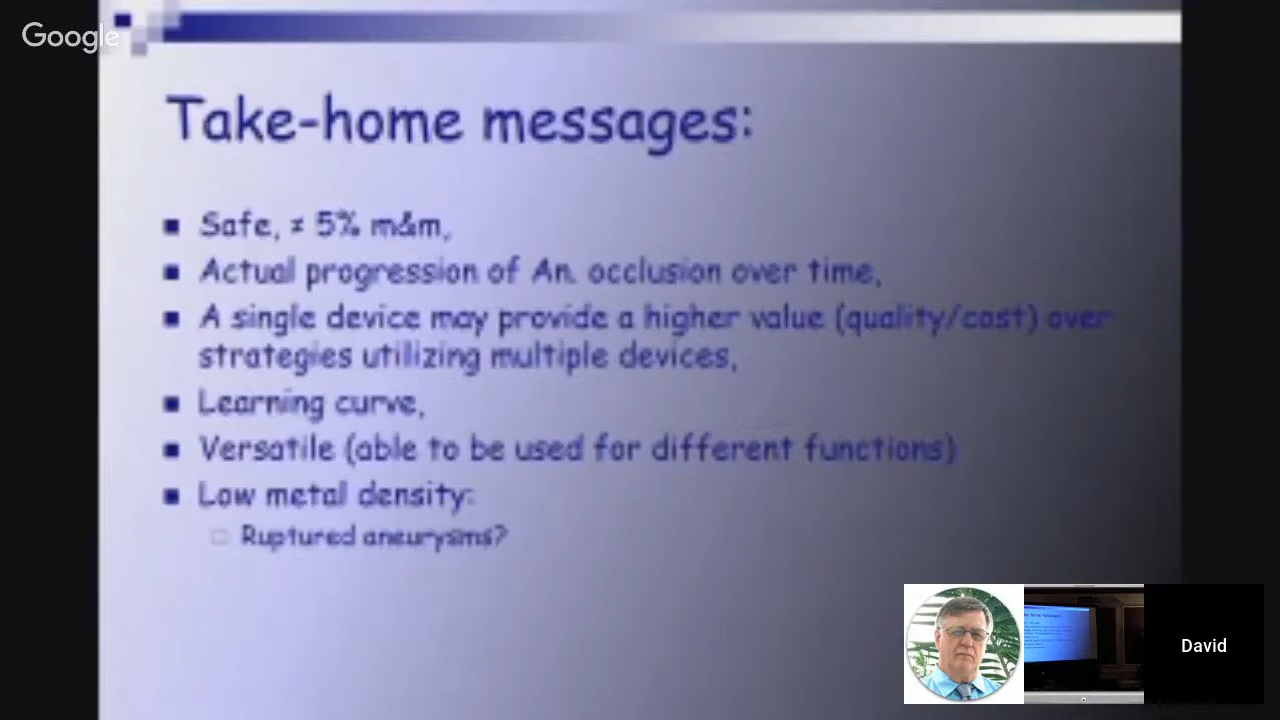 Google
Take-home messages:
Safe, ≠ 5% m&m,
Actual progression of An. occlusion over time,
A single device may provide a higher value (quality/cost) over
strategies utilizing multiple devices,
Learning curve,
Versatile (able to be used for different functions)
Low metal density:
Ruptured aneurysms?
David